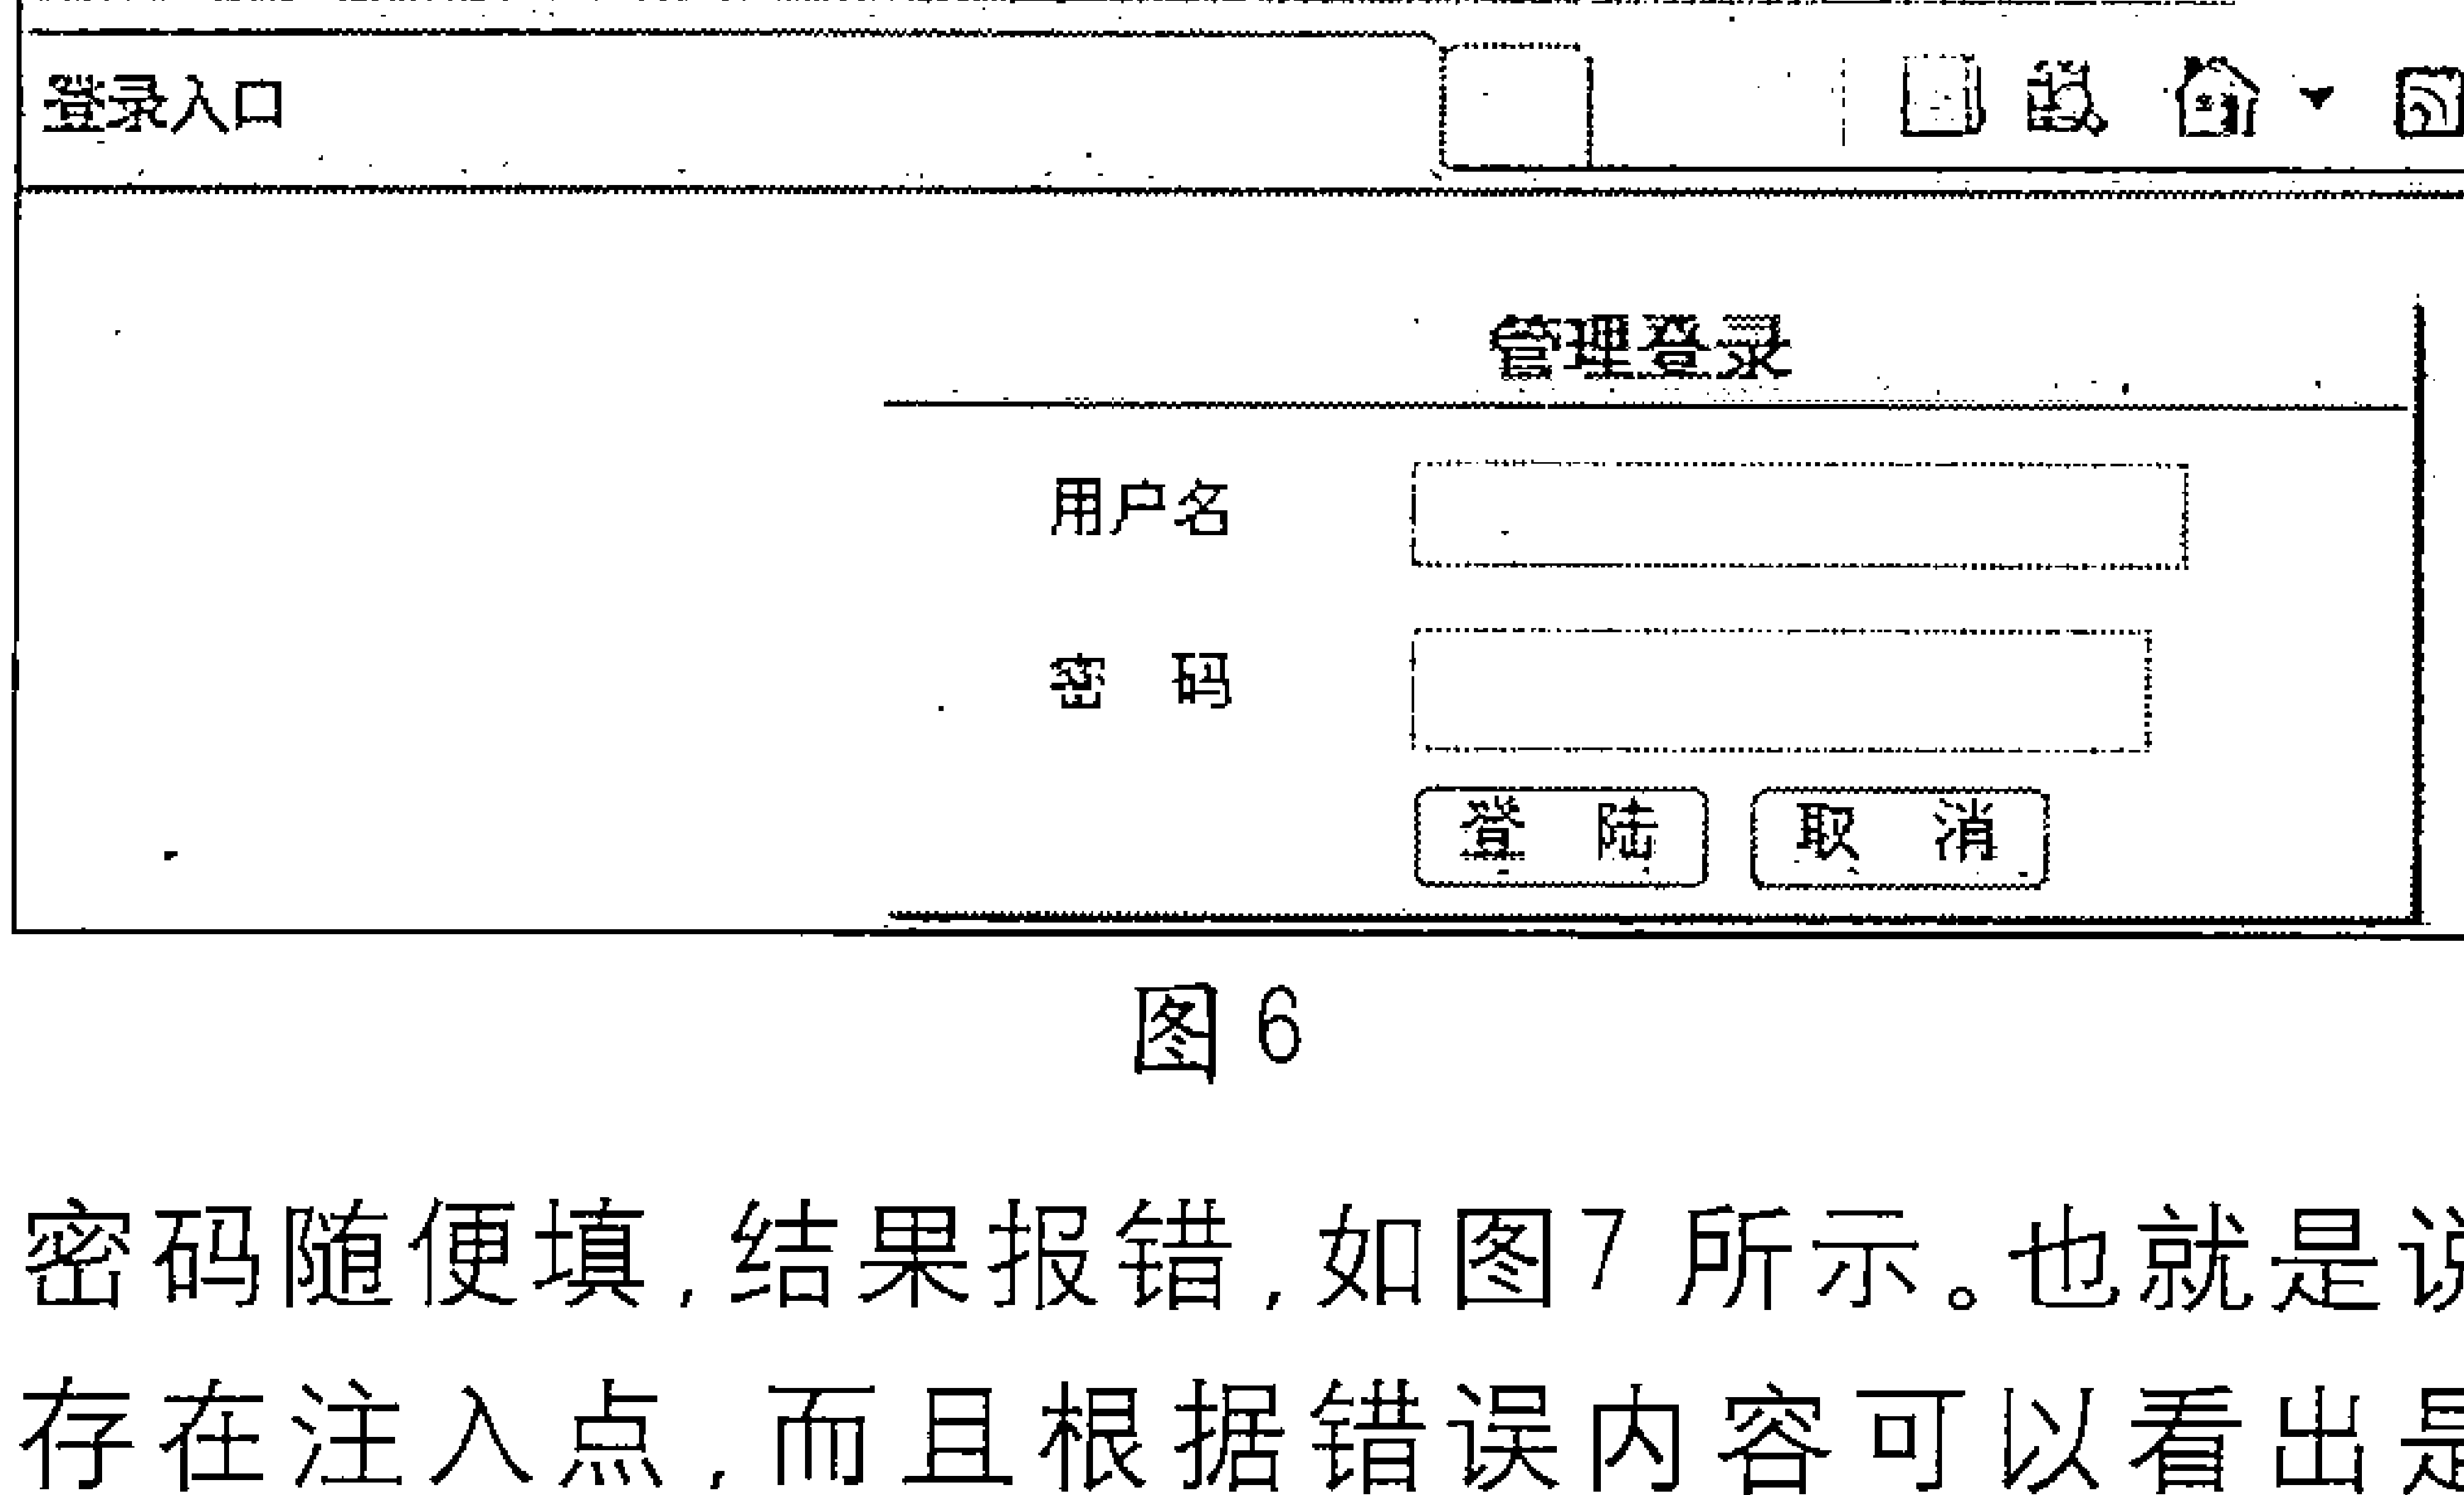 登录入口
管理登录
用户名
密 码
登 陆 取 消
图 6
密码随便填,结果报错,如图7 所示。也就是说
存在注入点,而且根据错误内容可以看出是